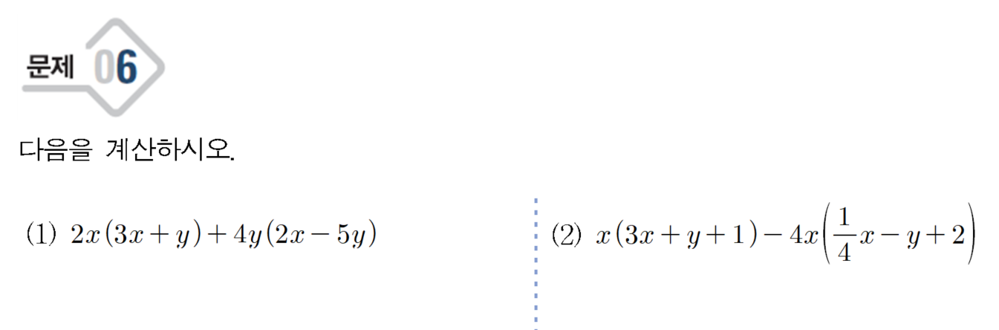 문제 06
다음을 계산하시오.
(1) 2x(3x+y)+4y(2x-5y)
(2) x(3x+y+1)-4x(1/4x-y+2)